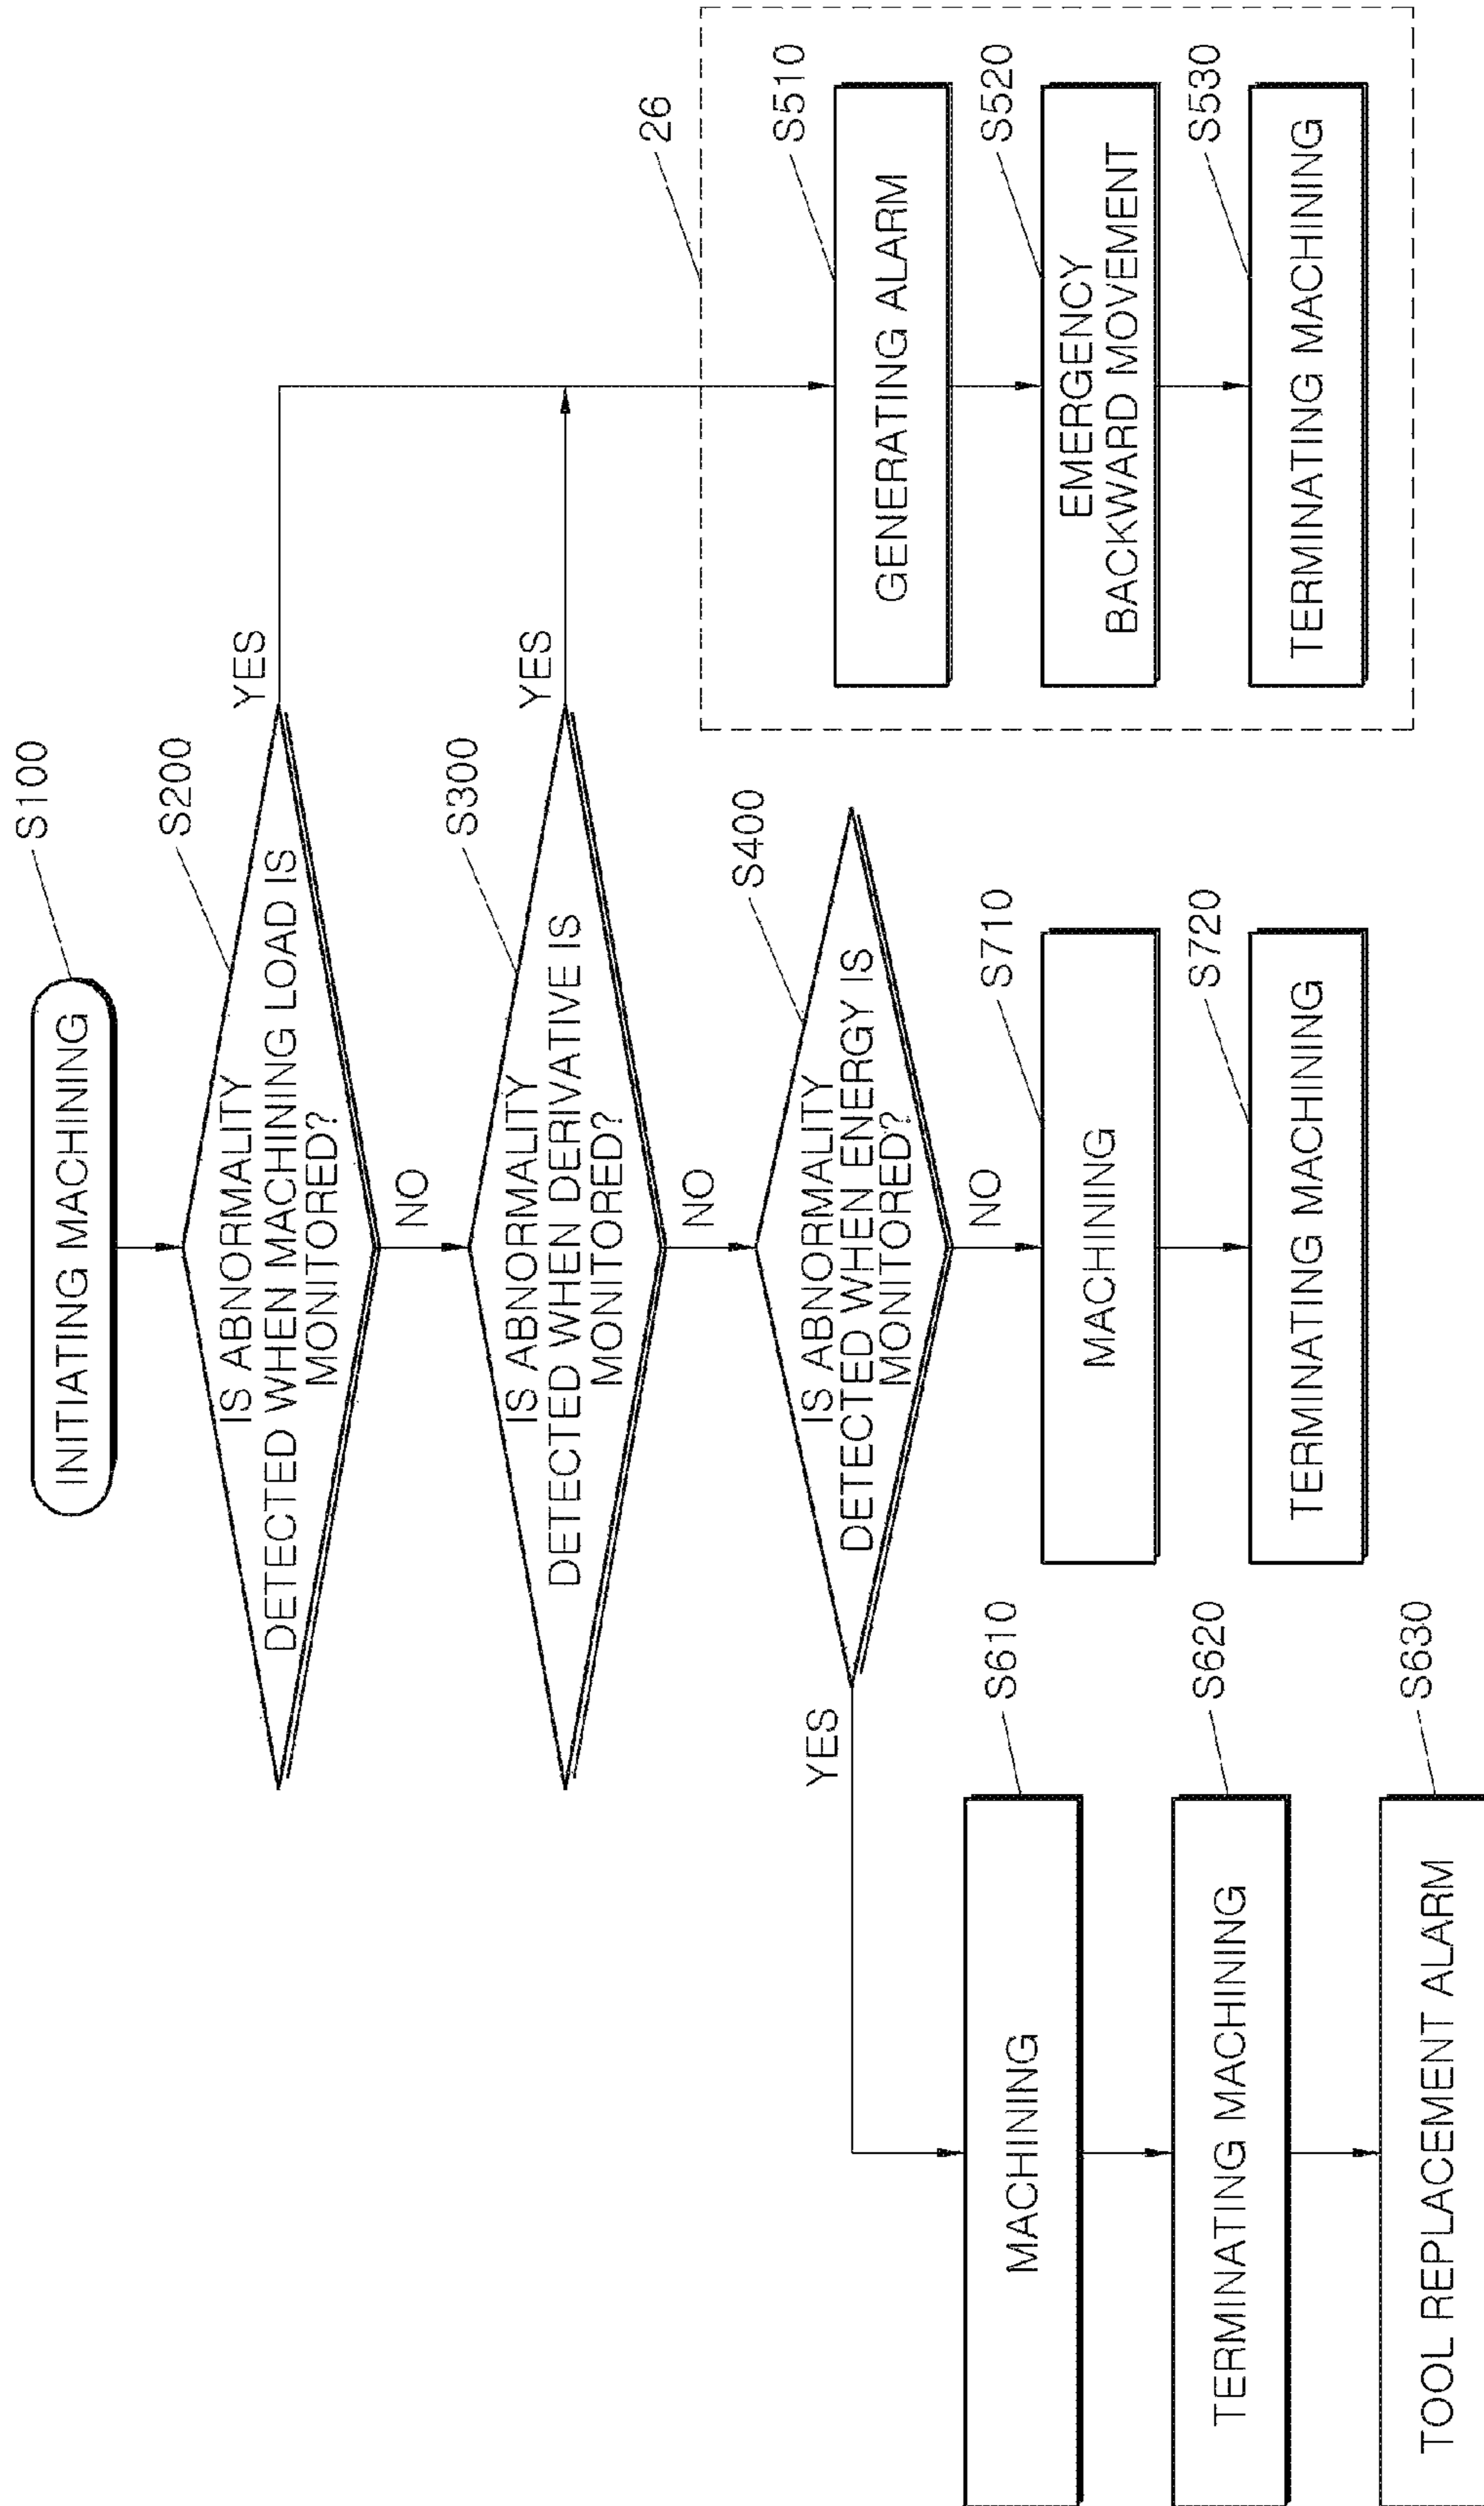 S100
INITIATING MACHINING
S200
IS ABNORMALITY
DETECTED WHEN MACHINING LOAD IS
MONITORED?
YES
NO
S300
IS ABNORMALITY
DETECTED WHEN DERIVATIVE IS
MONITORED?
YES
NO
S400
IS ABNORMALITY
DETECTED WHEN ENERGY IS
MONITORED?
YES
NO
26
S510
GENERATING ALARM
S520
EMERGENCY
BACKWARD MOVEMENT
S530
TERMINATING MACHINING
S610
MACHINING
S620
TERMINATING MACHINING
S630
TOOL REPLACEMENT ALARM
S710
MACHINING
S720
TERMINATING MACHINING